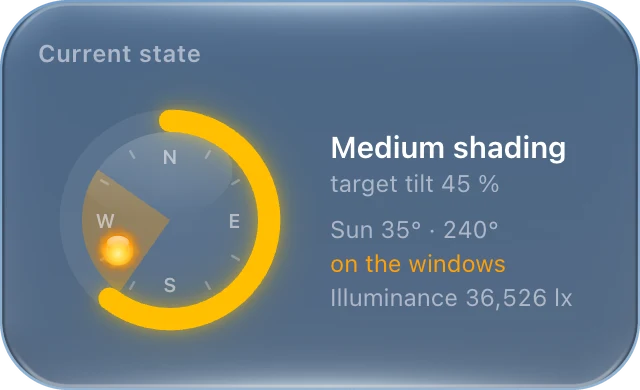 Current state
N
W
E
S
Medium shading
target tilt 45 %
Sun 35° · 240°
on the windows
Illuminance 36,526 lx